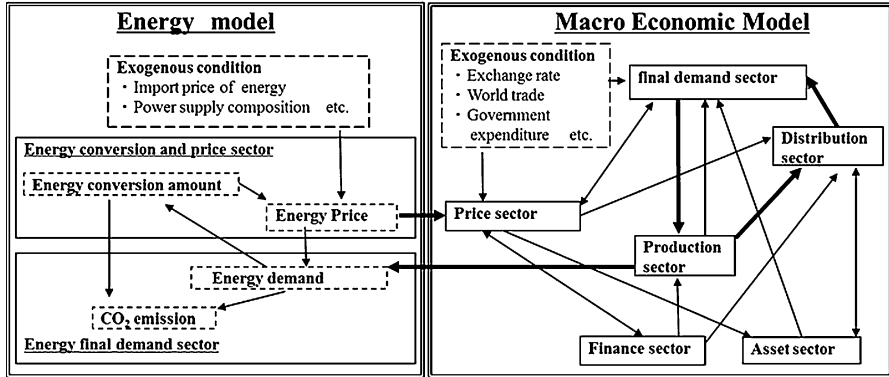 Energy model
Exogenous condition
・Import price of energy
・Power supply composition etc.
Energy conversion and price sector
Energy conversion amount
Energy Price
Energy demand
CO₂ emission
Energy final demand sector
Macro Economic Model
Exogenous condition
・Exchange rate
・World trade
・Government
expenditure etc.
final demand sector
Distribution
sector
Price sector
Production
sector
Finance sector
Asset sector